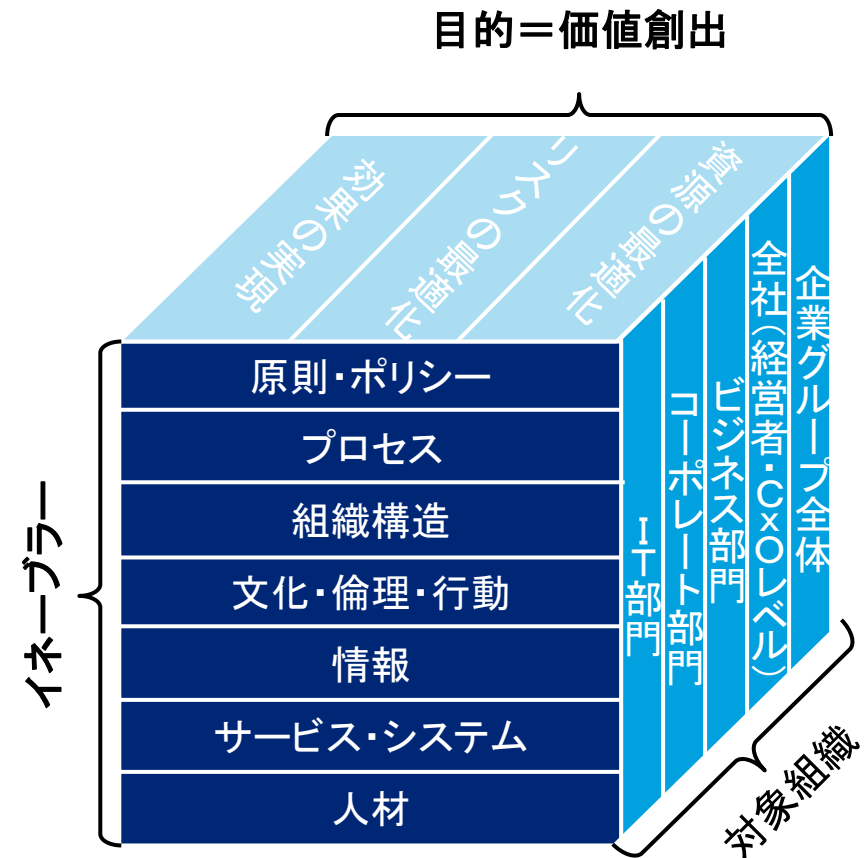 目的＝価値創出
効果の実現
リスクの最適化
資源の最適化
イネーブラー
原則・ポリシー
プロセス
組織構造
文化・倫理・行動
情報
サービス・システム
人材
IT部門
コーポレート部門
ビジネス部門
全社（経営者・CxOレベル）
企業グループ全体
対象組織